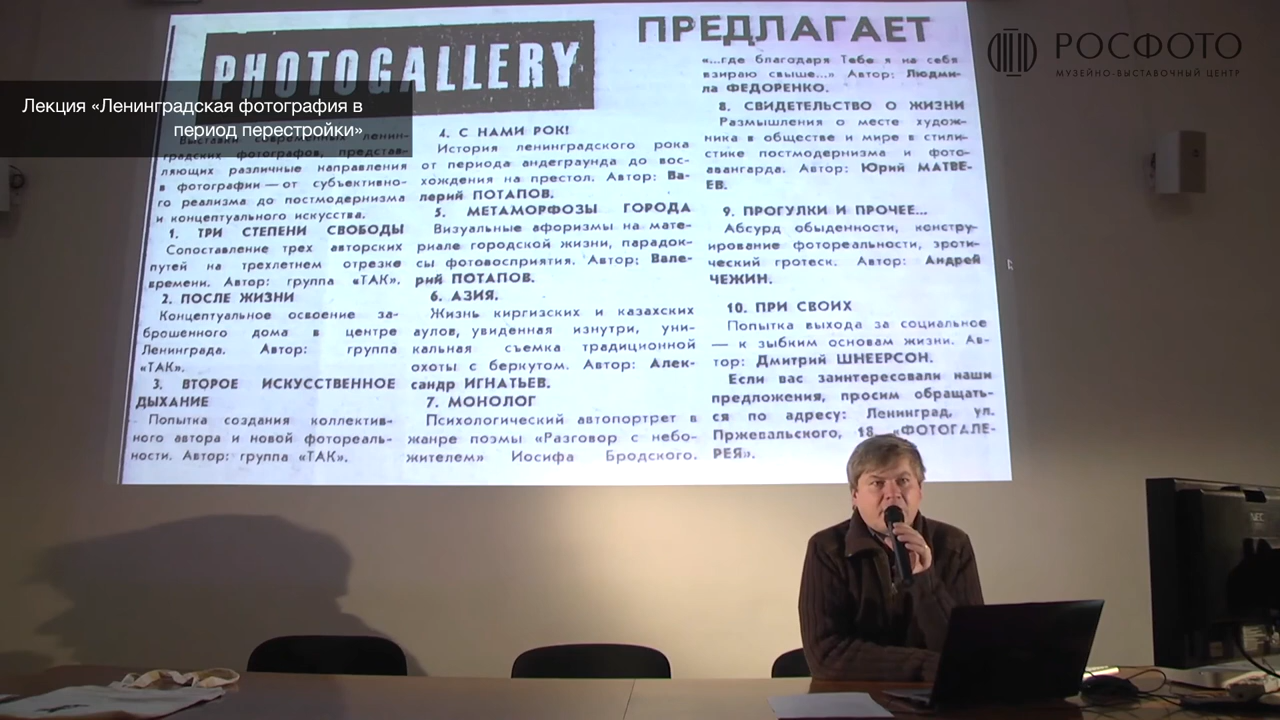 PHOTOGALLERY
ПРЕДЛАГАЕТ
РОСФОТО
МУЗЕЙНО-ВЫСТАВОЧНЫЙ ЦЕНТР
Лекция «Ленинградская фотография в
период перестройки»
Выставки современных ленин-
градских фотографов, представ-
ляющих различные направления
в фотографии — от субъективно-
го реализма до постмодернизма
и концептуального искусства.
1. ТРИ СТЕПЕНИ СВОБОДЫ
Сопоставление трех авторских
путей на трехлетнем отрезке
времени. Автор: группа «ТАК».
2. ПОСЛЕ ЖИЗНИ
Концептуальное освоение за-
брошенного дома в центре
Ленинграда. Автор: группа
«ТАК».
3. ВТОРОЕ ИСКУССТВЕННОЕ
ДЫХАНИЕ
Попытка создания коллектив-
ного автора и новой фотореаль-
ности. Автор: группа «ТАК».
4. С НАМИ РОК!
История ленинградского рока
от периода андеграунда до вос-
хождения на престол. Автор: Ва-
лерий ПОТАПОВ.
5. МЕТАМОРФОЗЫ ГОРОДА
Визуальные афоризмы на мате-
риале городской жизни, парадок-
сы фотовосприятия. Автор: Вале-
рий ПОТАПОВ.
6. АЗИЯ.
Жизнь киргизских и казахских
аулов, увиденная изнутри, уни-
кальная съемка традиционной
охоты с беркутом. Автор: Алек-
сандр ИГНАТЬЕВ.
7. МОНОЛОГ
Психологический автопортрет в
жанре поэмы «Разговор с небо-
жителем» Иосифа Бродского.
«...где благодаря Тебе я на себя
взираю свыше...» Автор: Людми-
ла ФЕДОРЕНКО.
8. СВИДЕТЕЛЬСТВО О ЖИЗНИ
Размышления о месте худож-
ника в обществе и мире в стили-
стике постмодернизма и фото-
авангарда. Автор: Юрий МАТВЕ-
ЕВ.
9. ПРОГУЛКИ И ПРОЧЕЕ...
Абсурд обыденности, констру-
ирование фотореальности, эроти-
ческий гротеск. Автор: Андрей
ЧЕЖИН.
10. ПРИ СВОИХ
Попытка выхода за социальное
— к зыбким основам жизни. Ав-
тор: Дмитрий ШНЕЕРСОН.
Если вас заинтересовали наши
предложения, просим обращать-
ся по адресу: Ленинград, ул.
Пржевальского, 18 «ФОТОГАЛЕ-
РЕЯ».
NEC